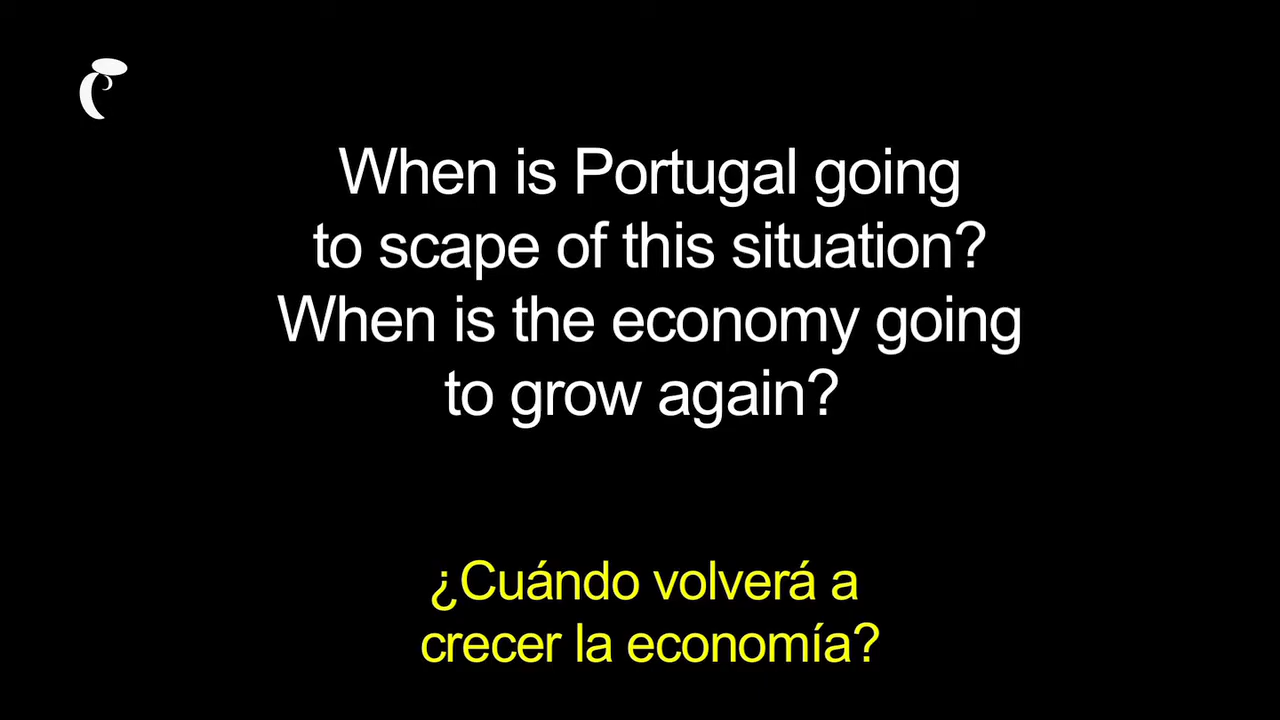 When is Portugal going
to scape of this situation?
When is the economy going
to grow again?
¿Cuándo volverá a
crecer la economía?